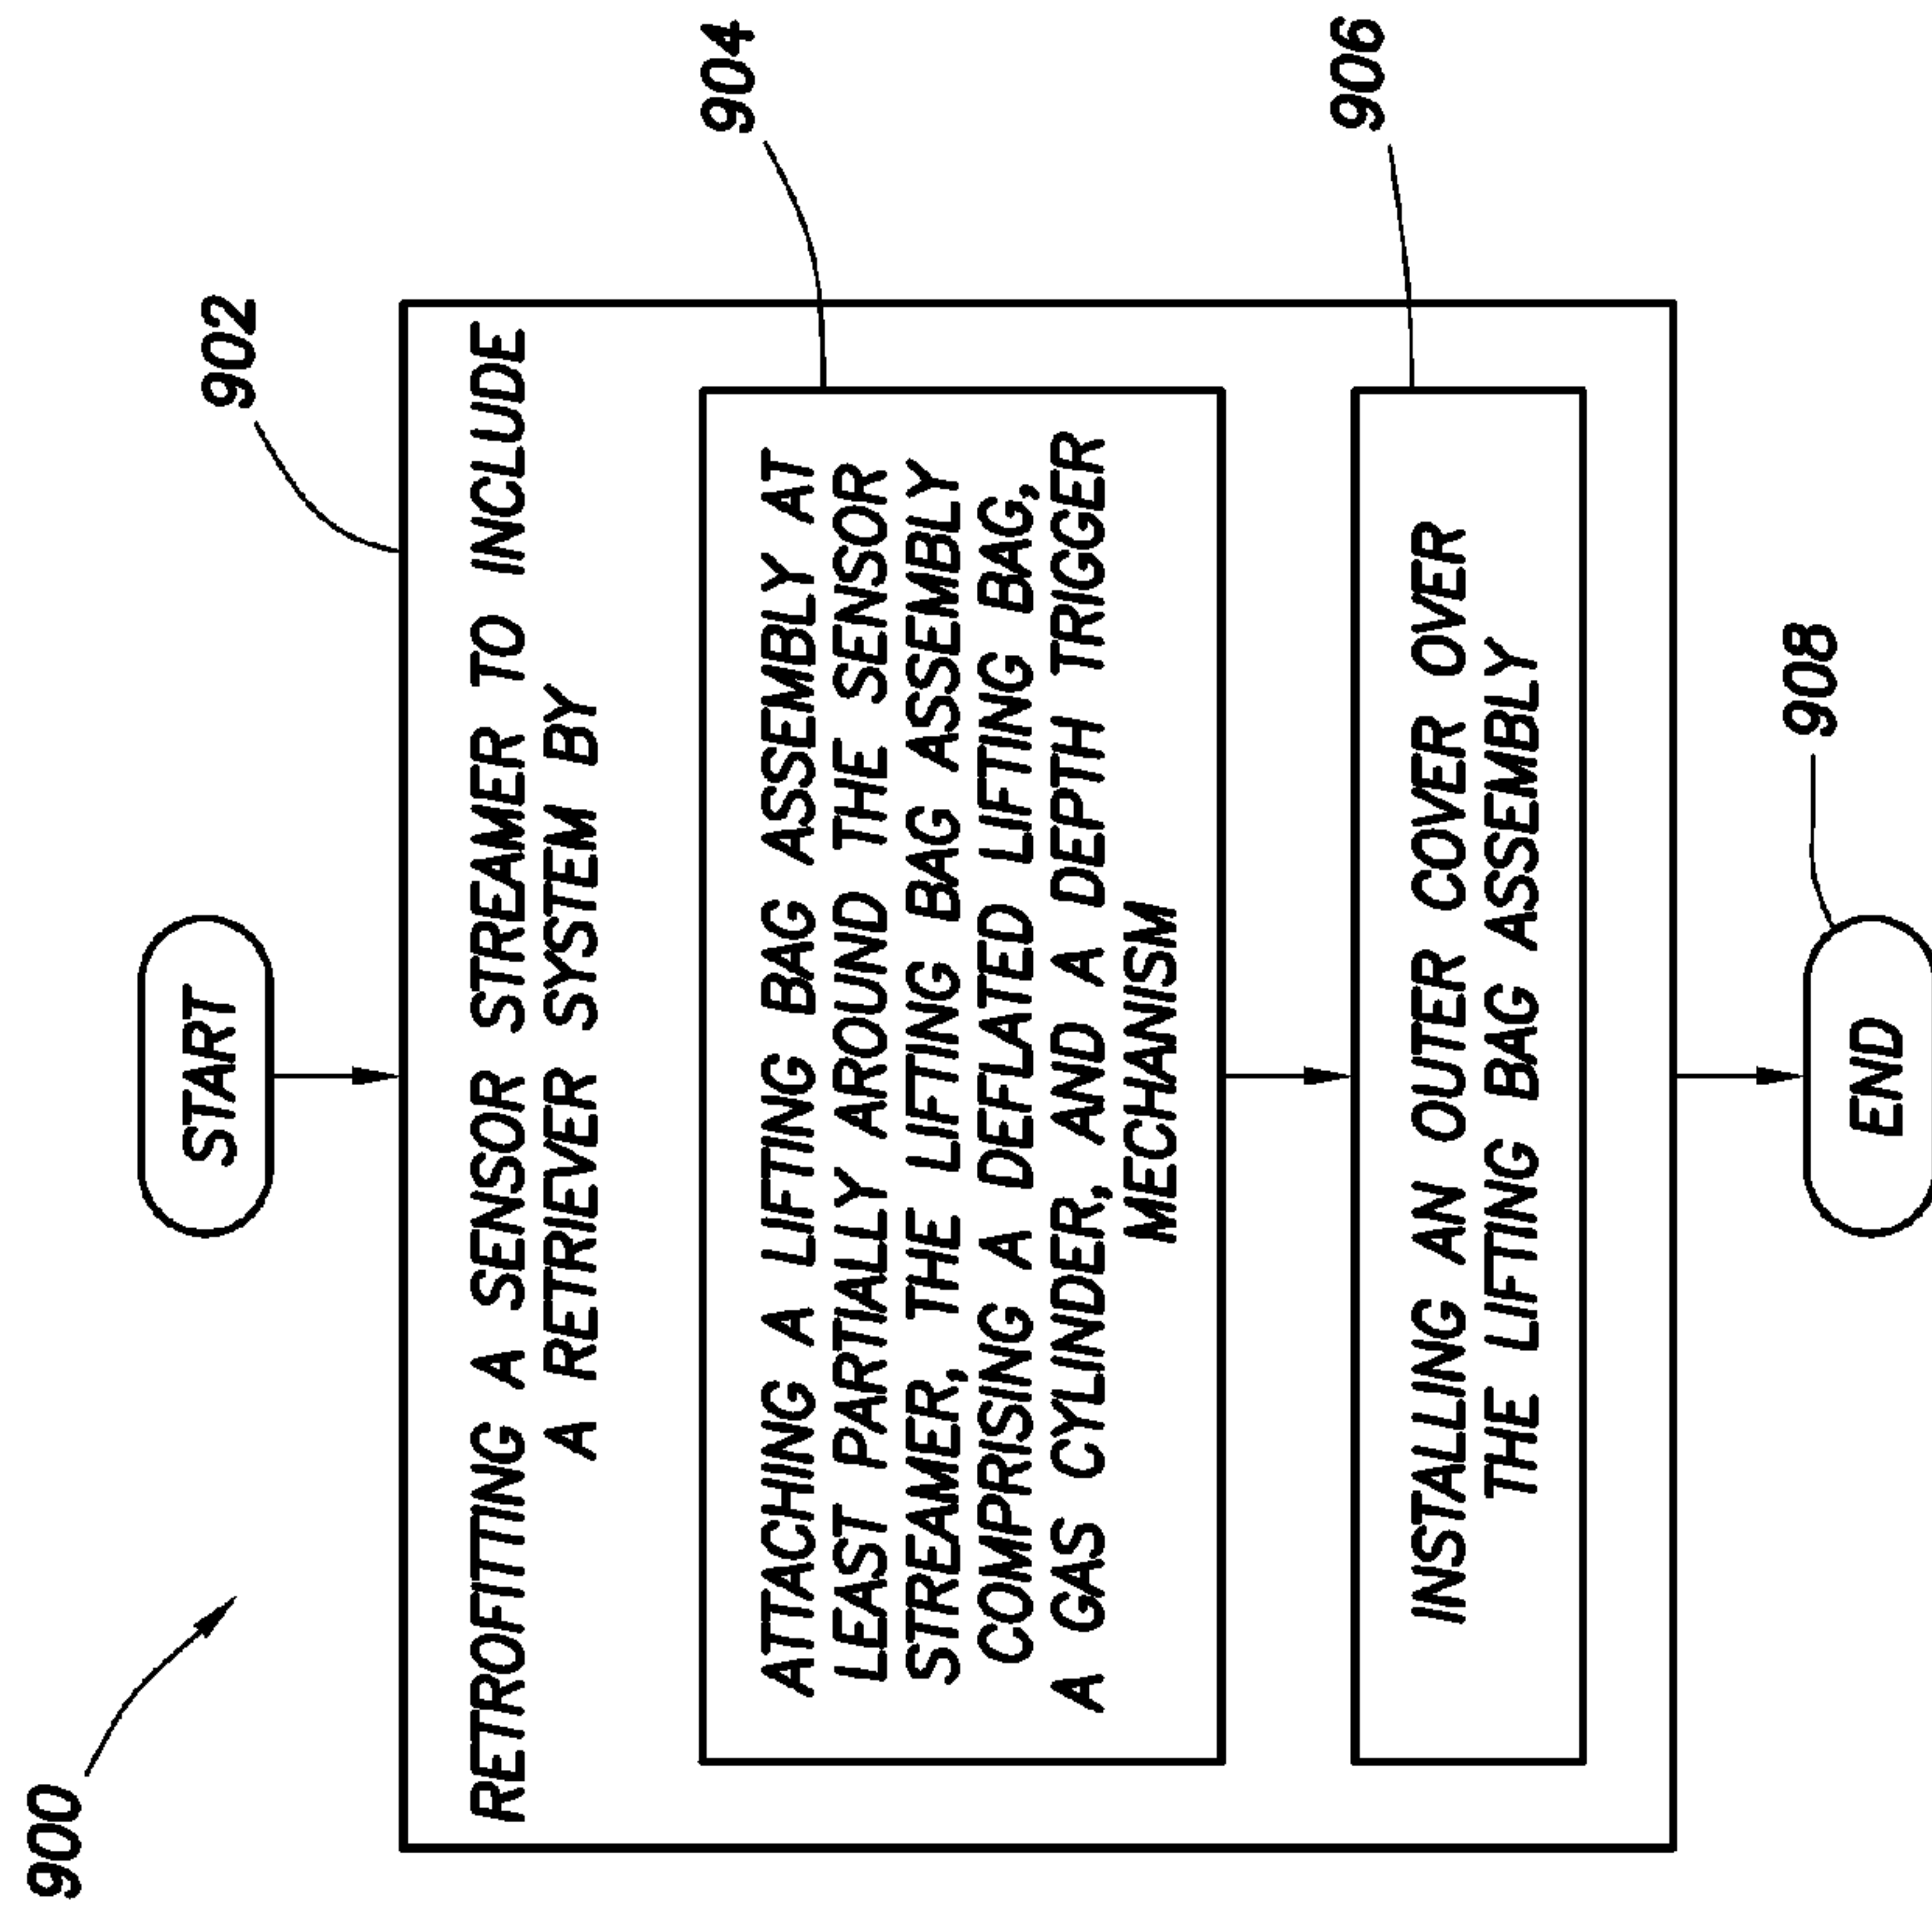 900
START
902
RETROFITTING A SENSOR STREAMER TO INCLUDE
A RETRIEVER SYSTEM BY
904
ATTACHING A LIFTING BAG ASSEMBLY AT
LEAST PARTIALLY AROUND THE SENSOR
STREAMER, THE LIFTING BAG ASSEMBLY
COMPRISING A DEFLATED LIFTING BAG,
A GAS CYLINDER, AND A DEPTH TRIGGER
MECHANISM
906
INSTALLING AN OUTER COVER OVER
THE LIFTING BAG ASSEMBLY
908
END